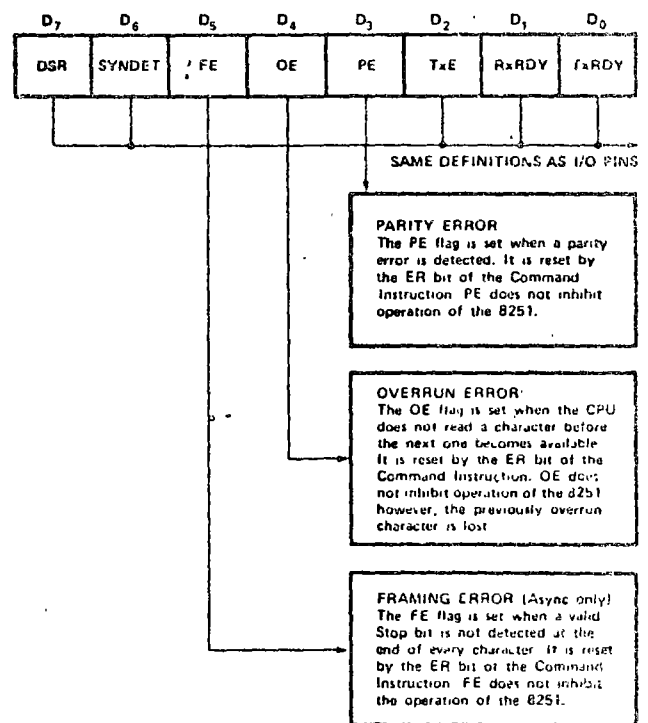 D7 D6 D5 D4 D3 D2 D1 D0
DSR SYNDET FE OE PE TxE RxRDY TxRDY
SAME DEFINITIONS AS I/O PINS
PARITY ERROR
The PE flag is set when a parity
error is detected. It is reset by
the ER bit of the Command
Instruction. PE does not inhibit
operation of the 8251.
OVERRUN ERROR
The OE flag is set when the CPU
does not read a character before
the next one becomes available.
It is reset by the ER bit of the
Command Instruction. OE does
not inhibit operation of the 8251
however, the previously overrun
character is lost
FRAMING ERROR (Async only)
The FE flag is set when a valid
Stop bit is not detected at the
end of every character. It is reset
by the ER bit of the Command
Instruction. FE does not inhibit
the operation of the 8251.